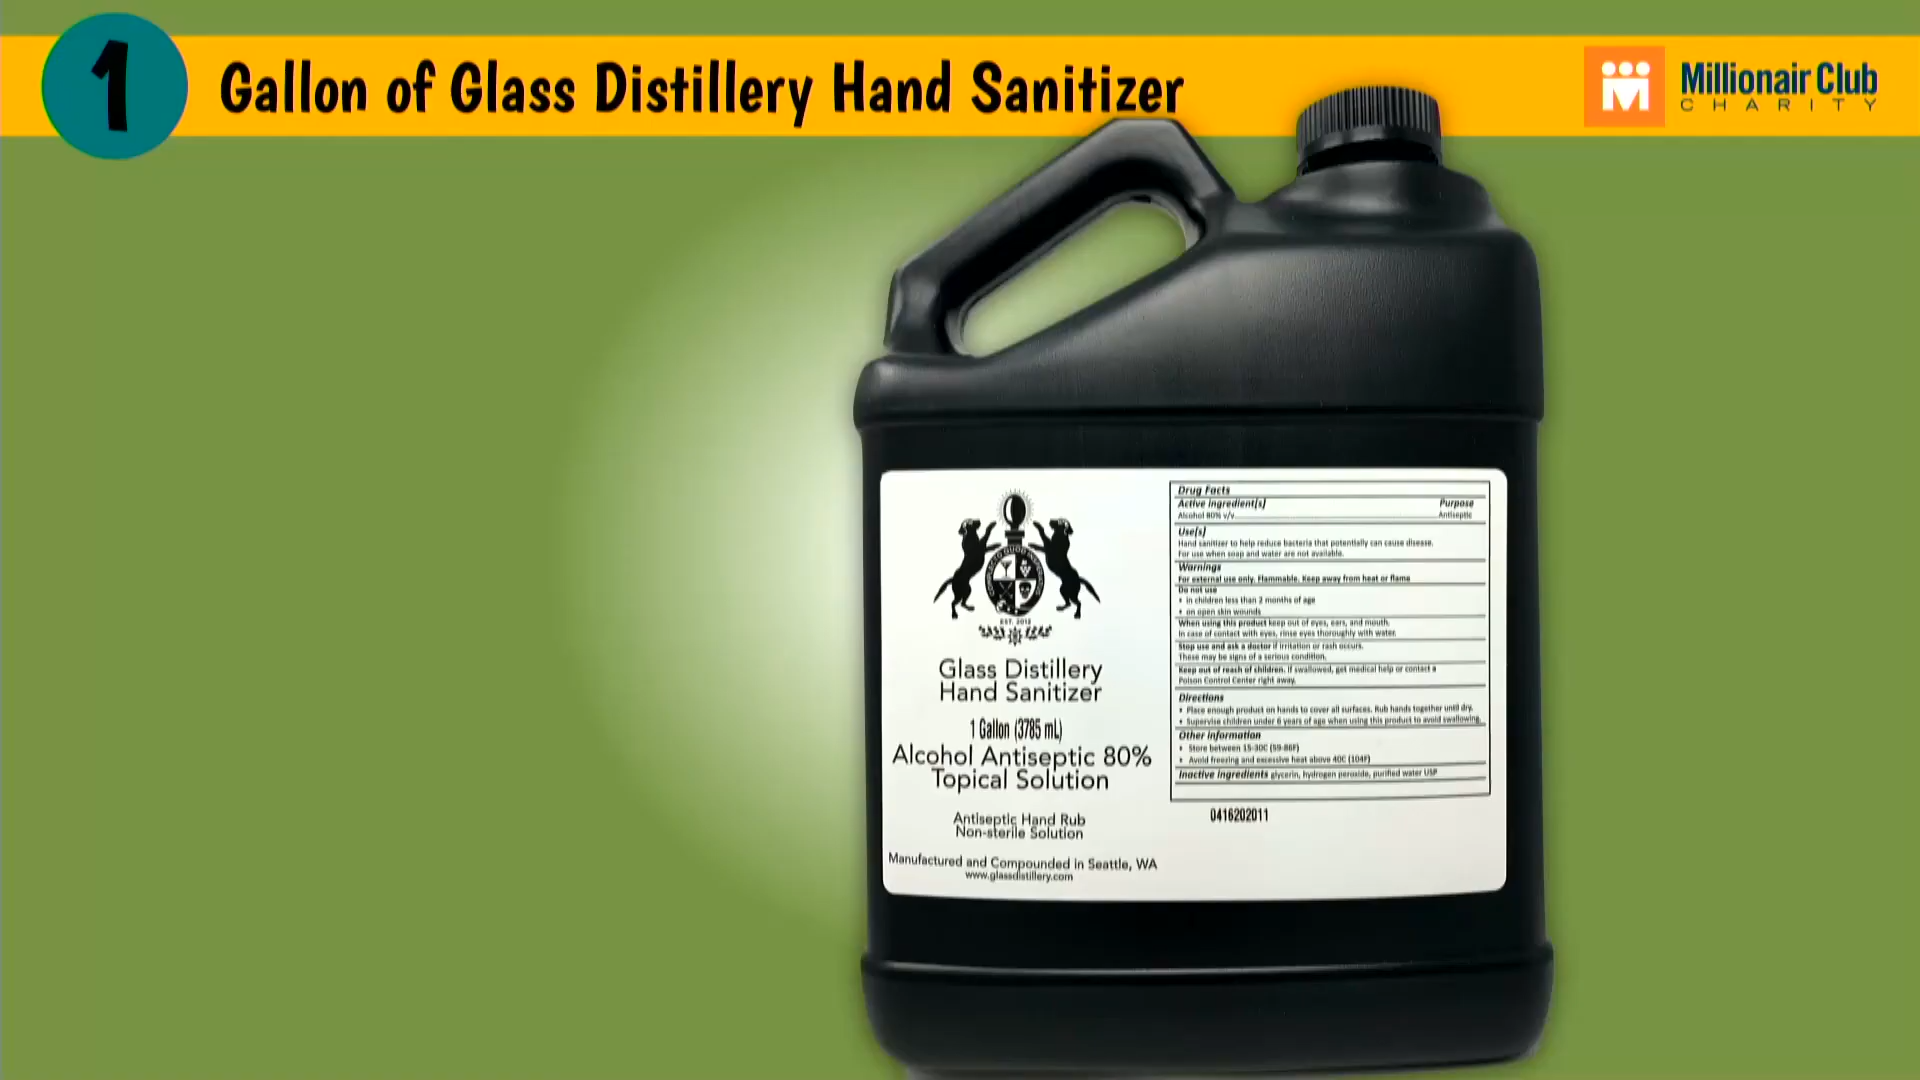 1
Gallon of Glass Distillery Hand Sanitizer
Millionair Club
CHARITY
EST. 2012
Glass Distillery
Hand Sanitizer
1 Gallon (3785 mL)
Alcohol Antiseptic 80%
Topical Solution
Antiseptic Hand Rub
Non-sterile Solution
Manufactured and Compounded in Seattle, WA
www.glassdistillery.com
Drug Facts
Active ingredient[s] Purpose
Alcohol 80% v/v Antiseptic
Use[s]
Hand sanitizer to help reduce bacteria that potentially can cause disease.
For use when soap and water are not available.
Warnings
For external use only. Flammable. Keep away from heat or flame
Do not use
• in children less than 2 months of age
• on open skin wounds
When using this product keep out of eyes, ears, and mouth.
In case of contact with eyes, rinse eyes thoroughly with water.
Stop use and ask a doctor if irritation or rash occurs.
These may be signs of a serious condition.
Keep out of reach of children. If swallowed, get medical help or contact a
Poison Control Center right away.
Directions
• Place enough product on hands to cover all surfaces. Rub hands together until dry.
• Supervise children under 6 years of age when using this product to avoid swallowing.
Other information
• Store between 15-30C (59-86F)
• Avoid freezing and excessive heat above 40C (104F)
Inactive ingredients glycerin, hydrogen peroxide, purified water USP
0416202011